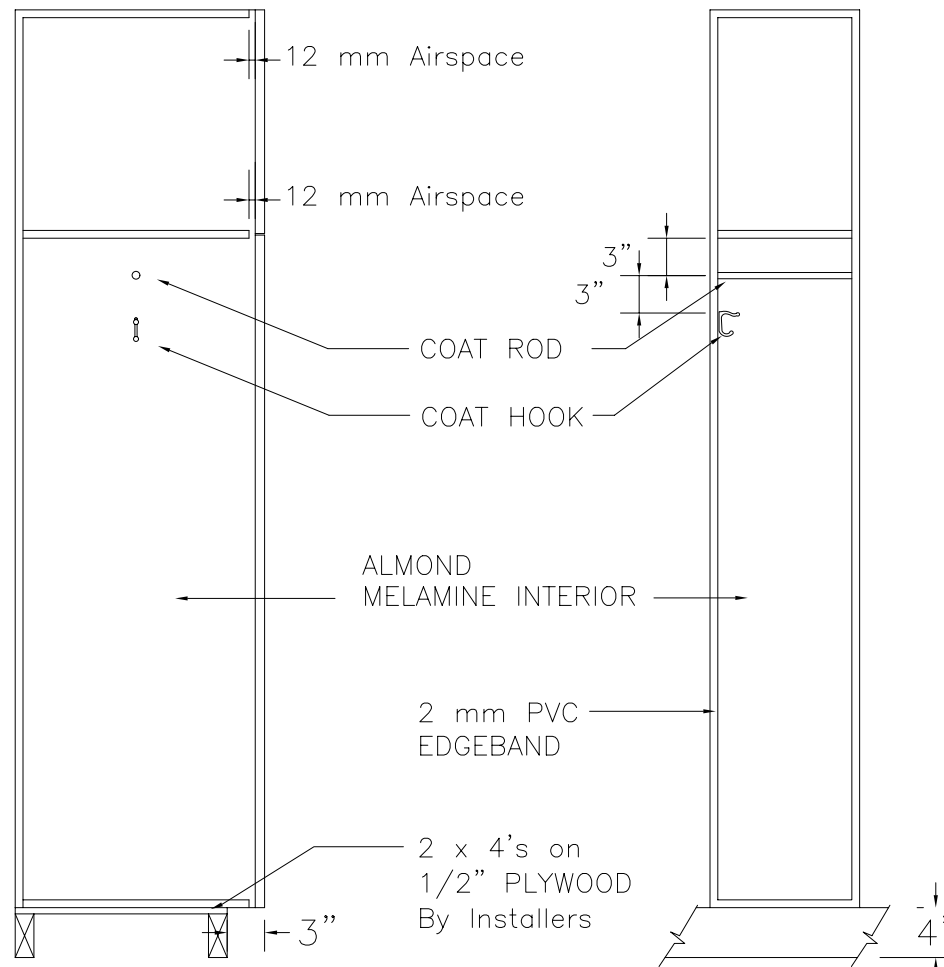 12 mm Airspace
12 mm Airspace
3”
3”
COAT ROD
COAT HOOK
ALMOND
MELAMINE INTERIOR
2 mm PVC
EDGEBAND
2 x 4's on
1/2” PLYWOOD
By Installers
3”
4”